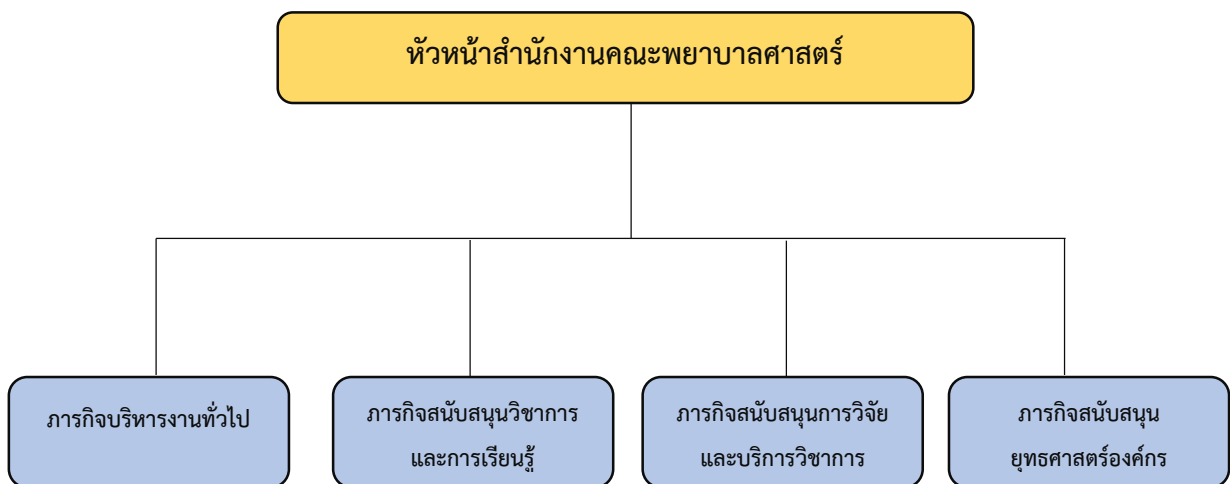 หัวหน้าสำนักงานคณะพยาบาลศาสตร์
ภารกิจบริหารงานทั่วไป
ภารกิจสนับสนุนวิชาการ
และการเรียนรู้
ภารกิจสนับสนุนการวิจัย
และบริการวิชาการ
ภารกิจสนับสนุน
ยุทธศาสตร์องค์กร